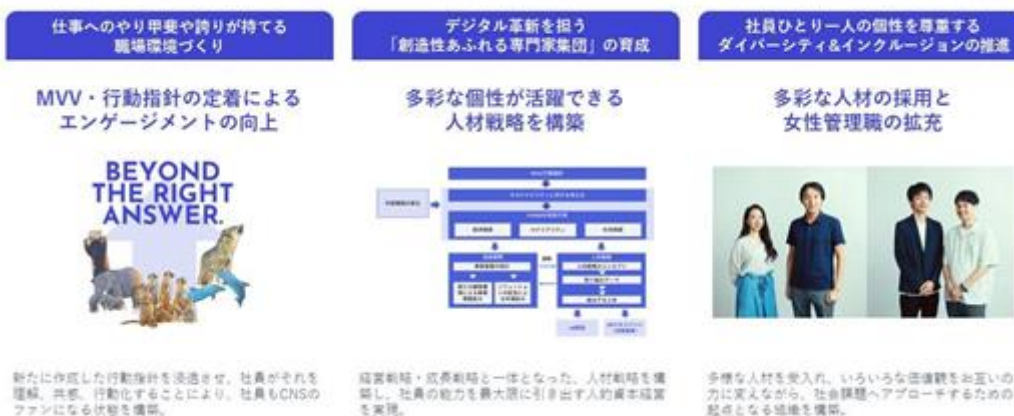 仕事へのやり甲斐や誇りが持てる
職場環境づくり
MVV・行動指針の定着による
エンゲージメントの向上
BEYOND
THE RIGHT
ANSWER.
新たに作成した行動指針を浸透させ、社員がそれを
理解、共感、行動化することにより、社員もCNSの
ファンになる状態を構築。
デジタル革新を担う
「創造性あふれる専門家集団」の育成
多彩な個性が活躍できる
人材戦略を構築
経営戦略・成長戦略と一体となった、人材戦略を構
築し、社員の能力を最大限に引き出す人的資本経営
を実現。
社員ひとり一人の個性を尊重する
ダイバーシティ&インクルージョンの推進
多彩な人材の採用と
女性管理職の拡充
多様な人材を受入れ、いろいろな価値観をお互いの
力に変えながら、社会課題へアプローチするための
起点となる組織を構築。